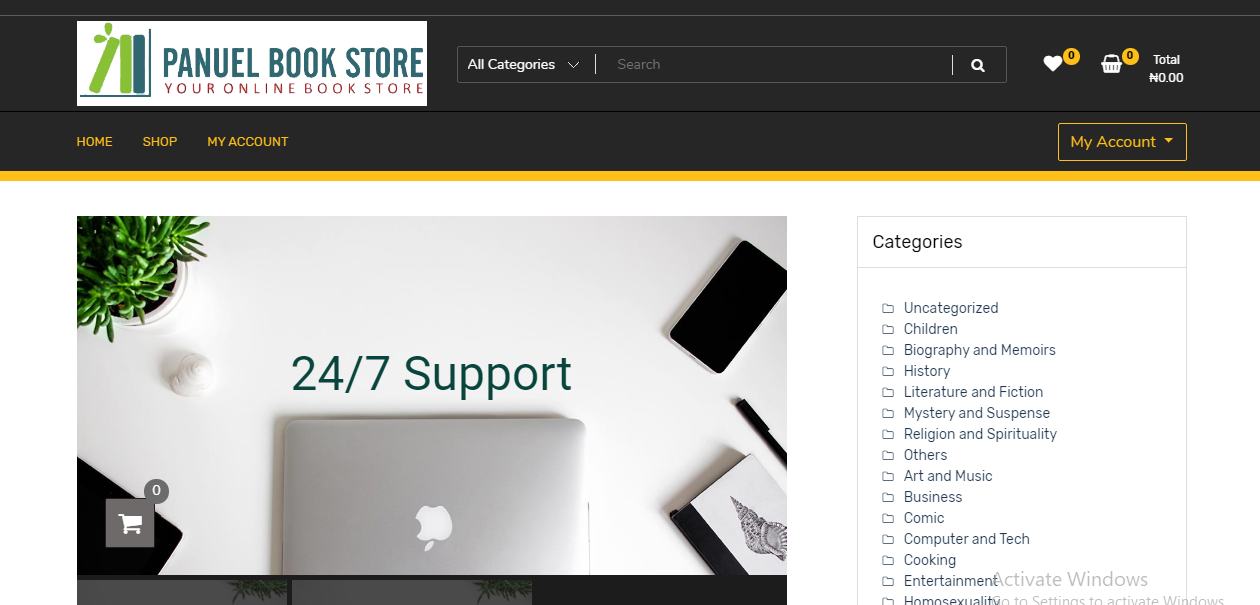 PANUEL BOOK STORE
YOUR ONLINE BOOK STORE
All Categories
Search
0
0
Total
₦0.00
HOME
SHOP
MY ACCOUNT
My Account
24/7 Support
0
Categories
Uncategorized
Children
Biography and Memoirs
History
Literature and Fiction
Mystery and Suspense
Religion and Spirituality
Others
Art and Music
Business
Comic
Computer and Tech
Cooking
Entertainment
Homosexuality
Activate Windows
Go to Settings to activate Windows.